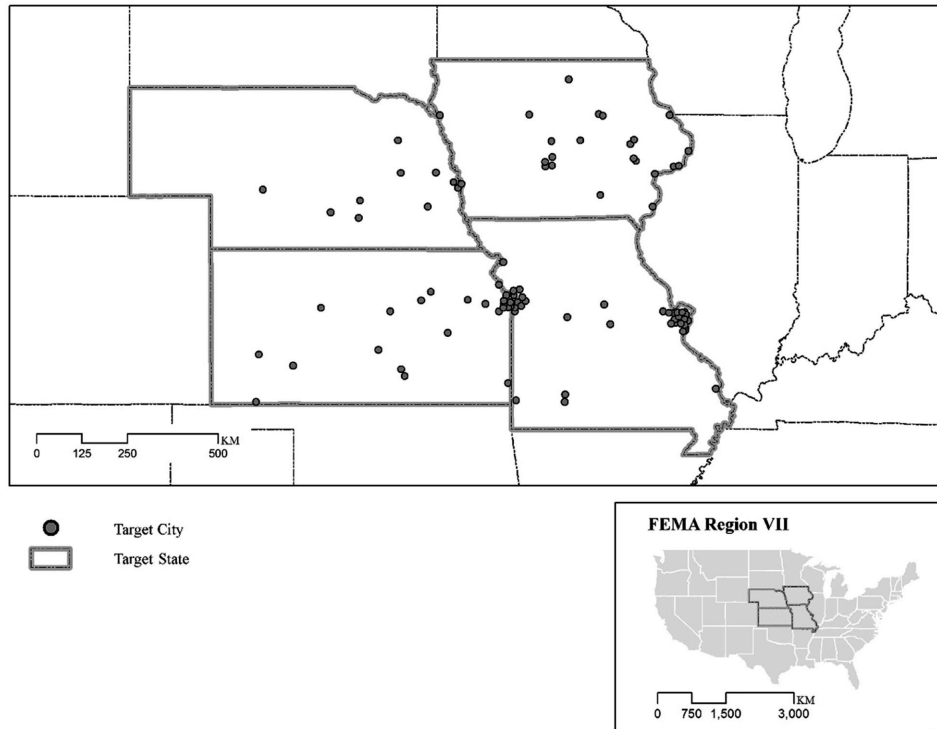 KM
0 125 250 500
Target City
Target State
FEMA Region VII
KM
0 750 1,500 3,000